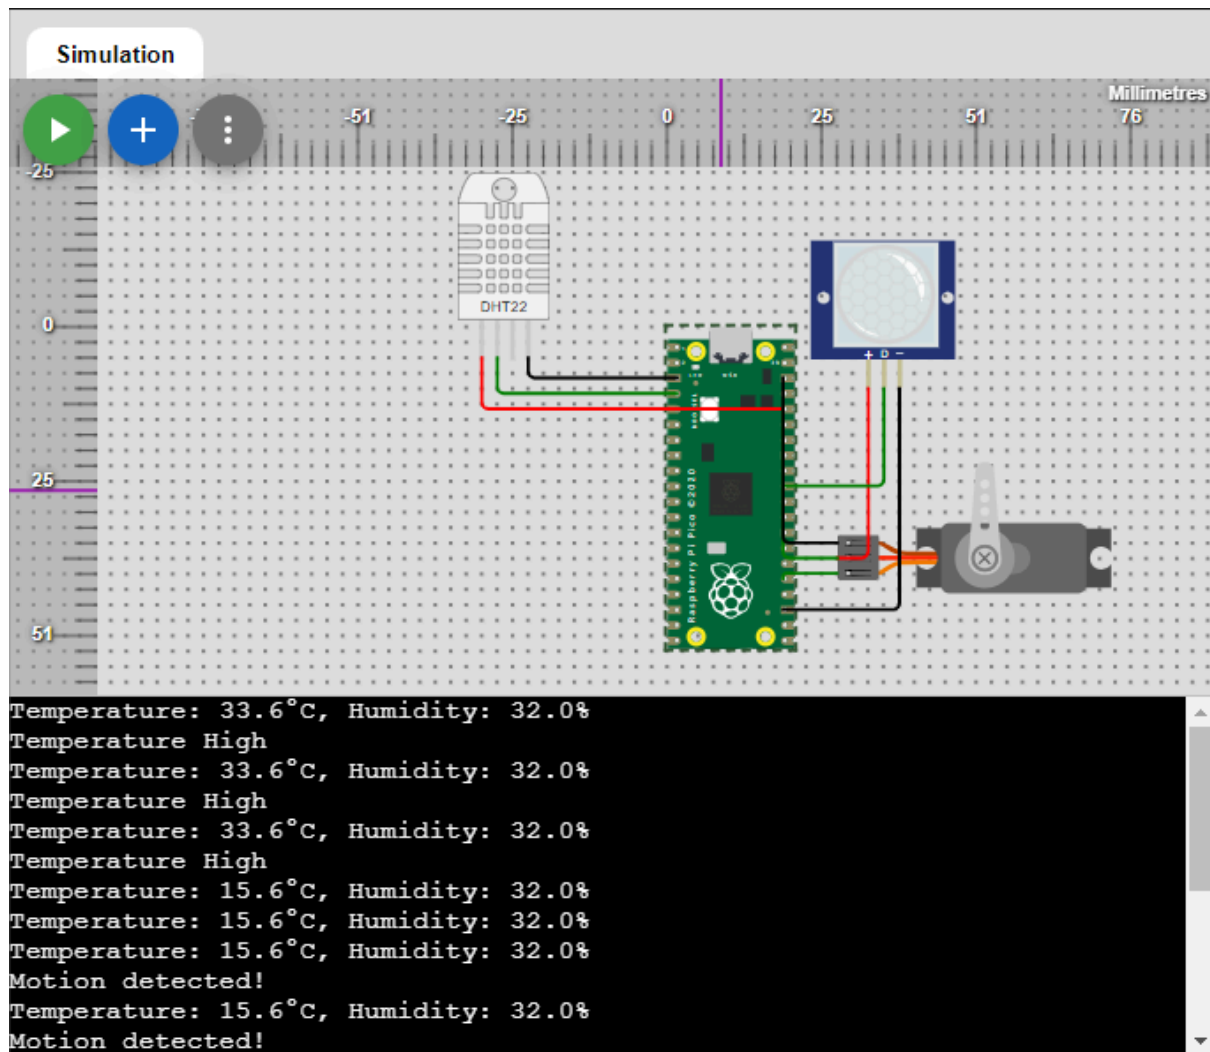 Simulation
Millimetres
-51 -25 0 25 51 76
-25
DHT22
0
+ D −
25
Raspberry Pi Pico ©2020
51
Temperature: 33.6°C, Humidity: 32.0%
Temperature High
Temperature: 33.6°C, Humidity: 32.0%
Temperature High
Temperature: 33.6°C, Humidity: 32.0%
Temperature High
Temperature: 15.6°C, Humidity: 32.0%
Temperature: 15.6°C, Humidity: 32.0%
Temperature: 15.6°C, Humidity: 32.0%
Motion detected!
Temperature: 15.6°C, Humidity: 32.0%
Motion detected!